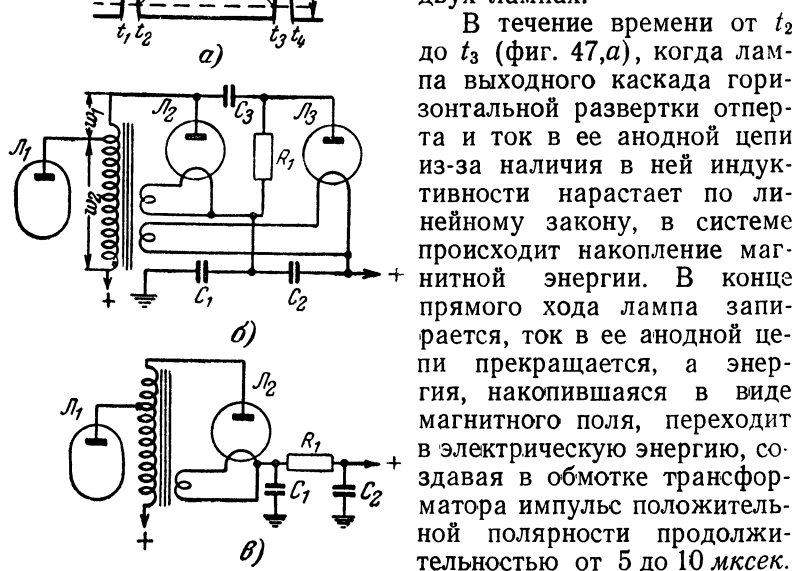 t₁ t₂ t₃ t₄
а)
w₁
w₂
Л₁
Л₂
C₃
Л₃
R₁
C₁
C₂
+
+
б)
Л₁
Л₂
R₁
C₁
C₂
+
+
в)
двух лампах.
В течение времени от t₂
до t₃ (фиг. 47,а), когда лам-
па выходного каскада гори-
зонтальной развертки отпер-
та и ток в ее анодной цепи
из-за наличия в ней индук-
тивности нарастает по ли-
нейному закону, в системе
происходит накопление маг-
нитной энергии. В конце
прямого хода лампа запи-
рается, ток в ее анодной це-
пи прекращается, а энер-
гия, накопившаяся в виде
магнитного поля, переходит
в электрическую энергию, со-
здавая в обмотке трансфор-
матора импульс положитель-
ной полярности продолжи-
тельностью от 5 до 10 мксек.